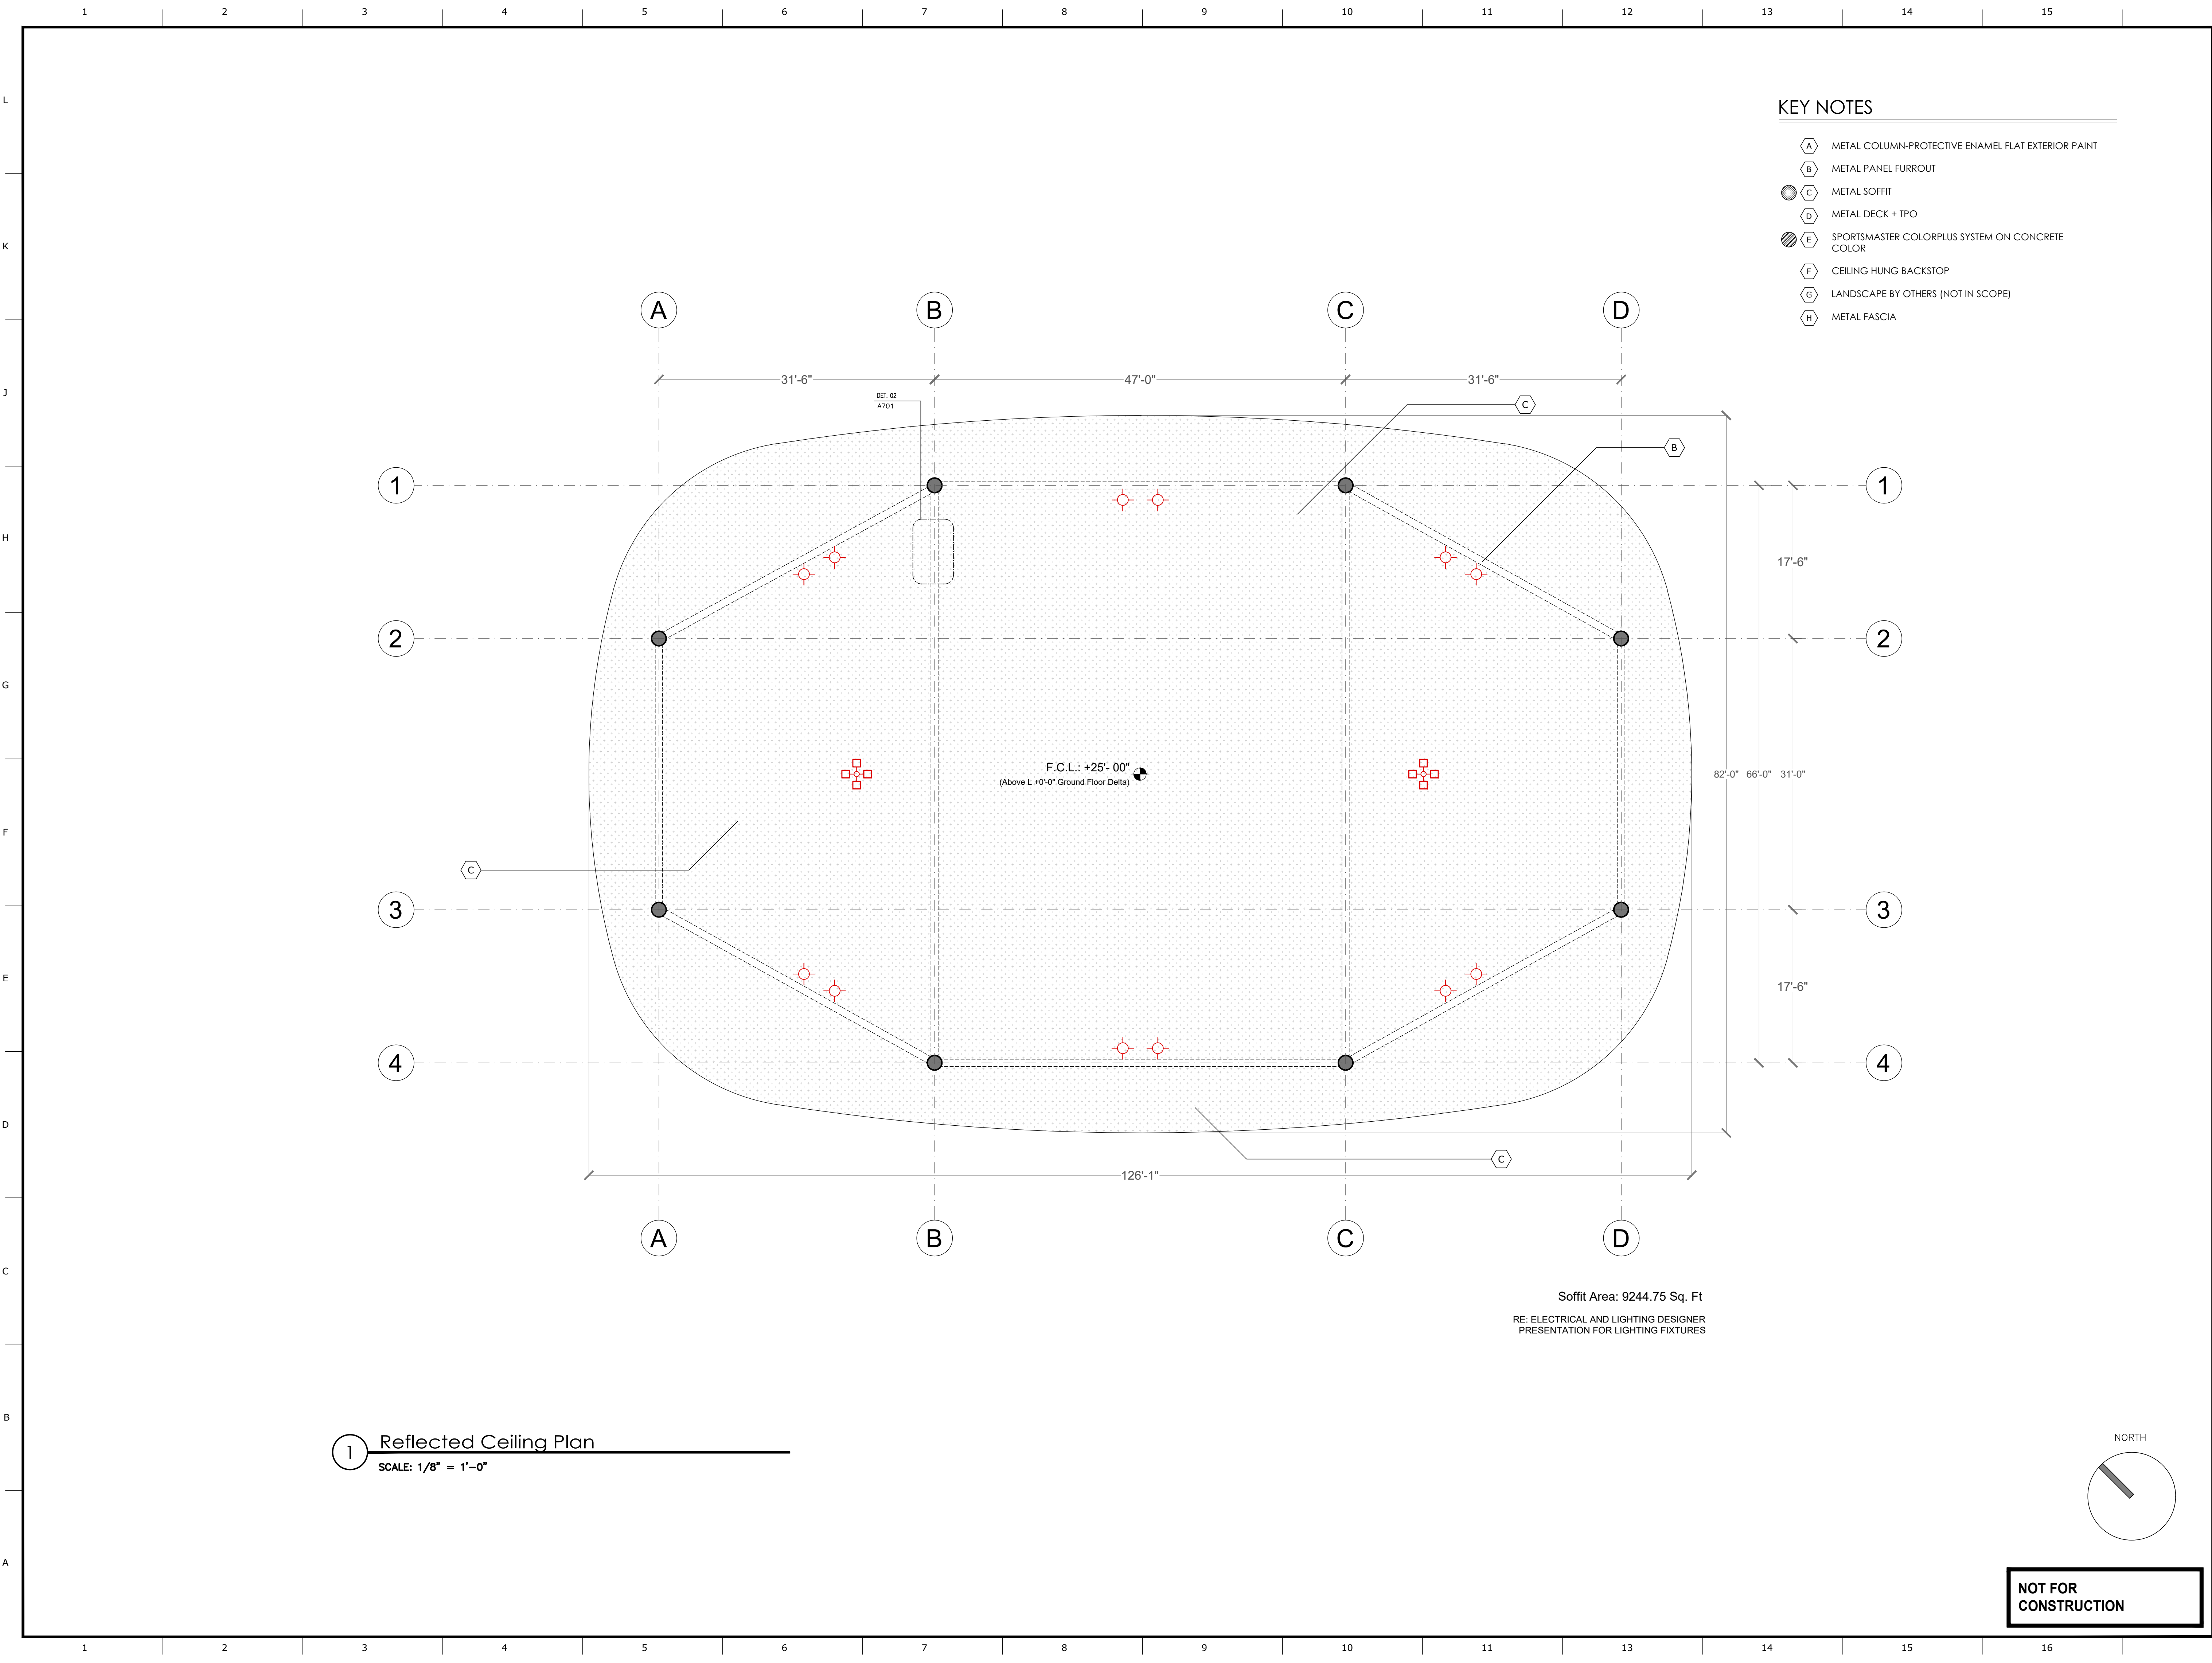 1 2 3 4 5 6 7 8 9 10 11 12 13 14 15
L
K
J
H
G
F
E
D
C
B
A
KEY NOTES
A METAL COLUMN-PROTECTIVE ENAMEL FLAT EXTERIOR PAINT
B METAL PANEL FURROUT
C METAL SOFFIT
D METAL DECK + TPO
E SPORTSMASTER COLORPLUS SYSTEM ON CONCRETE
COLOR
F CEILING HUNG BACKSTOP
G LANDSCAPE BY OTHERS (NOT IN SCOPE)
H METAL FASCIA
A B C D
31'-6" 47'-0" 31'-6"
DET. 02
A701
C
B
1 1
17'-6"
2 2
F.C.L.: +25'- 00"
(Above L +0'-0" Ground Floor Delta)
82'-0" 66'-0" 31'-0"
C
3 3
17'-6"
4 4
C
126'-1"
A B C D
Soffit Area: 9244.75 Sq. Ft
RE: ELECTRICAL AND LIGHTING DESIGNER
PRESENTATION FOR LIGHTING FIXTURES
1 Reflected Ceiling Plan
SCALE: 1/8" = 1'-0"
NORTH
NOT FOR
CONSTRUCTION
1 2 3 4 5 6 7 8 9 10 11 12 13 14 15 16